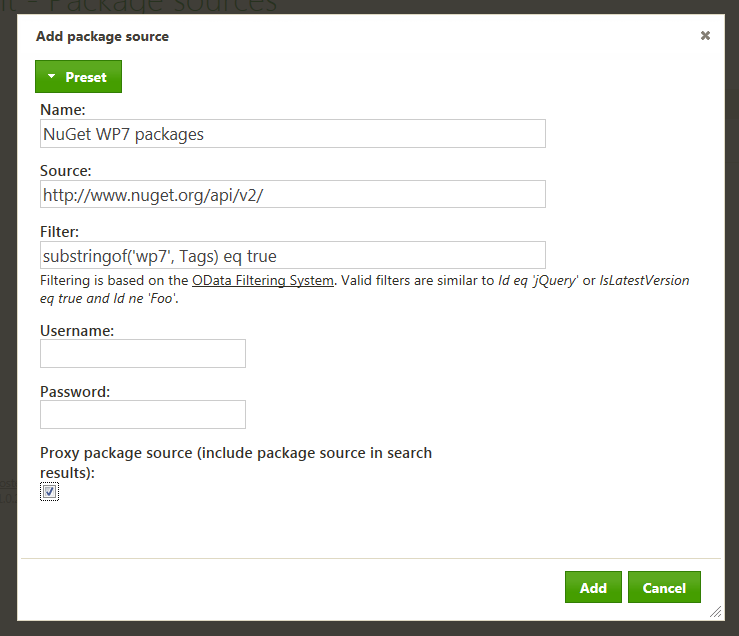 Package sources
Add package source
Preset
Name:
NuGet WP7 packages
Source:
http://www.nuget.org/api/v2/
Filter:
substringof('wp7', Tags) eq true
Filtering is based on the OData Filtering System. Valid filters are similar to Id eq 'jQuery' or IsLatestVersion
eq true and Id ne 'Foo'.
Username:
Password:
Proxy package source (include package source in search
results):
Add
Cancel